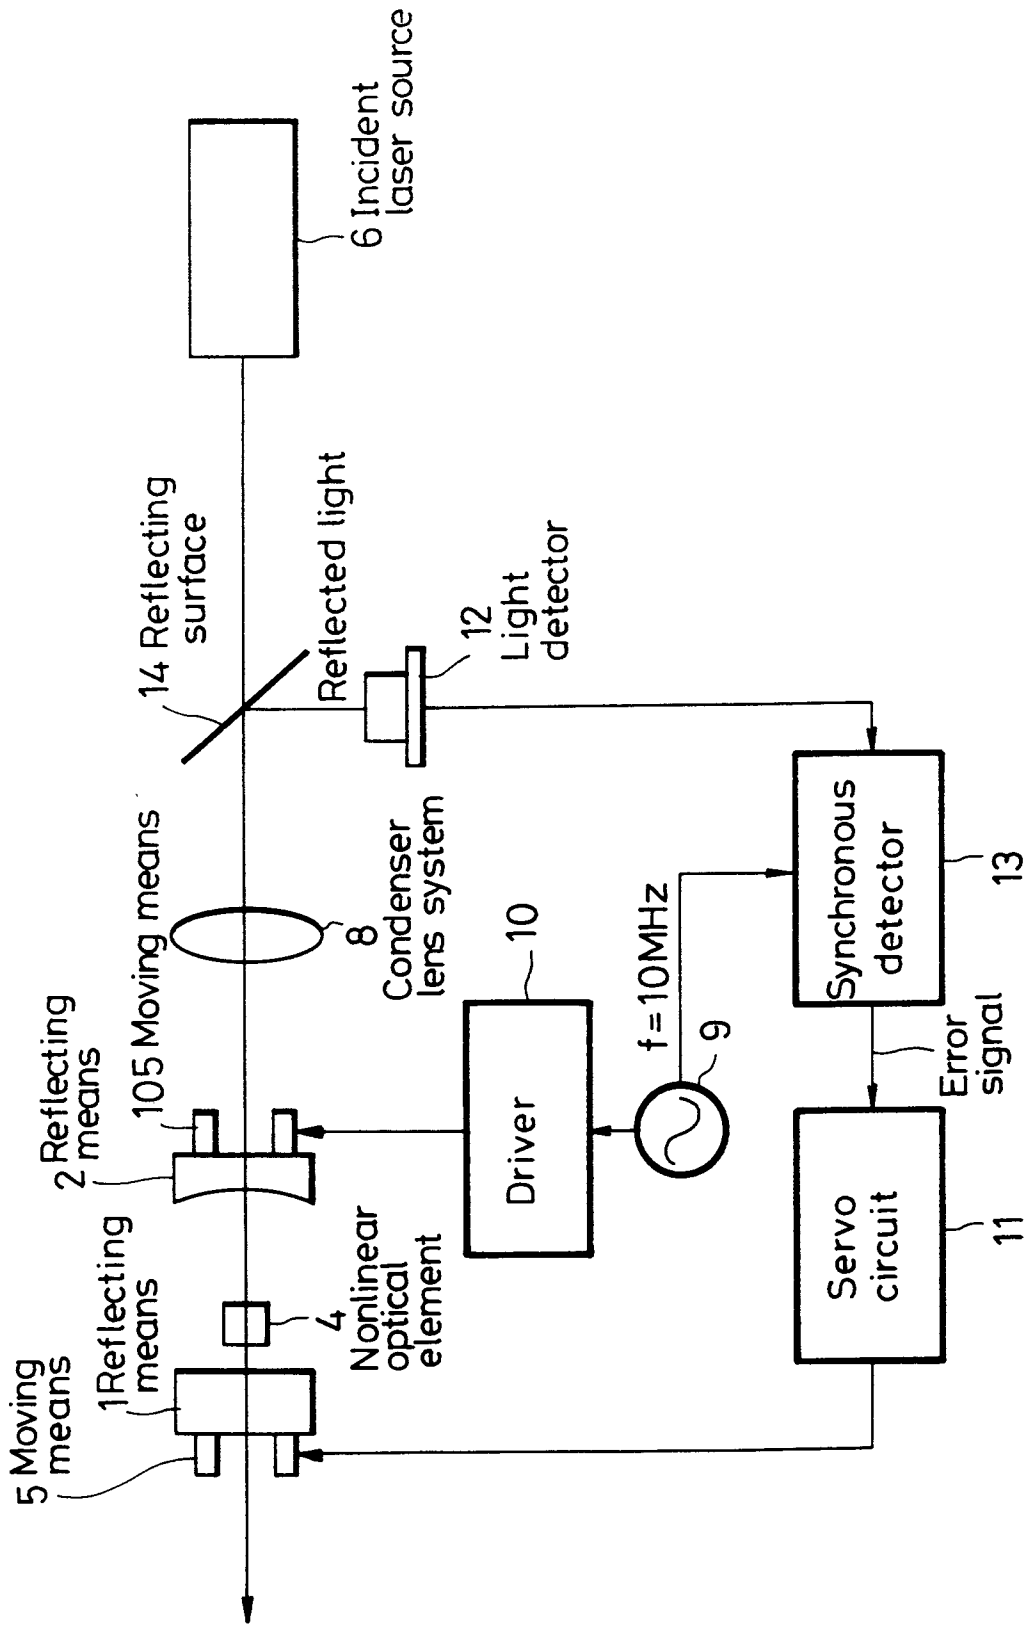 5 Moving
means
1 Reflecting
means
2 Reflecting
means
105 Moving means
14 Reflecting
surface
4
Nonlinear
optical
element
8
Condenser
lens system
Reflected light
12
Light
detector
6 Incident
laser source
10
Driver
f=10MHz
9
Servo
circuit
11
Error
signal
Synchronous
detector
13